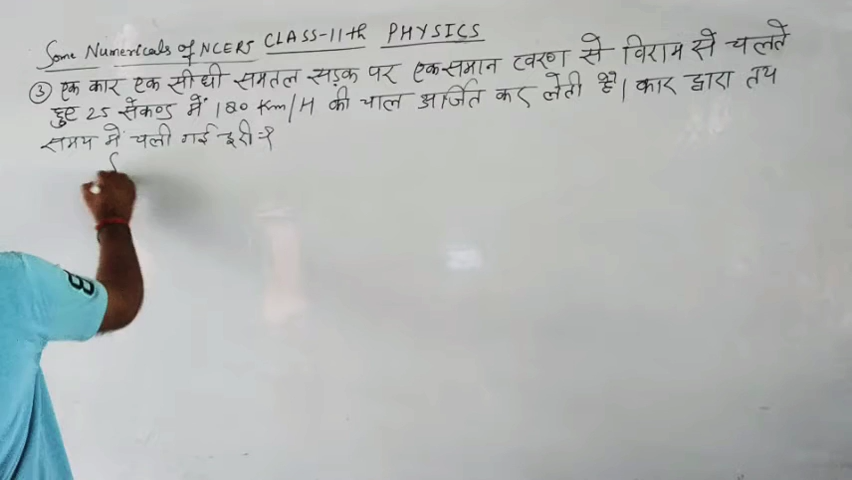 Some Numericals of NCERS CLASS-11th PHYSICS
③ एक कार एक सीधी समतल सड़क पर एकसमान त्वरण से विराम से चलते
हुए 25 सेकण्ड में 180 Km/H की चाल अर्जित कर लेती है। कार द्वारा तय
समय में चली गई दूरी = ?